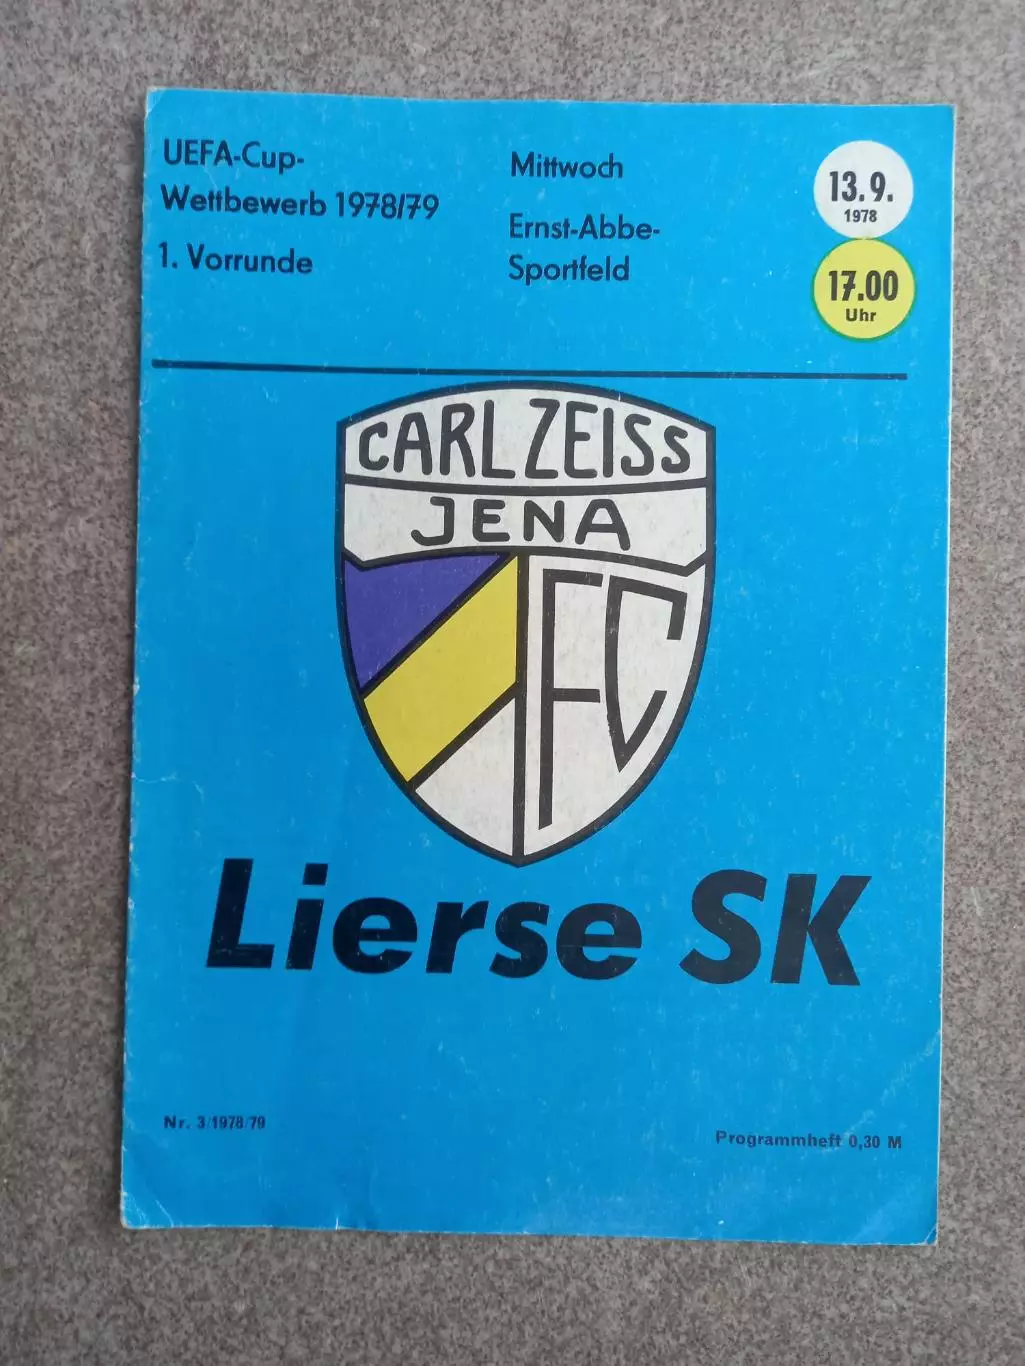 UEFA-Cup-
Wettbewerb 1978/79
1. Vorrunde
Mittwoch
Ernst-Abbe-
Sportfeld
13.9.
1978
17.00
Uhr
CARL ZEISS
JENA
FC
Lierse SK
Nr. 3/1978/79
Programmheft 0,30 M